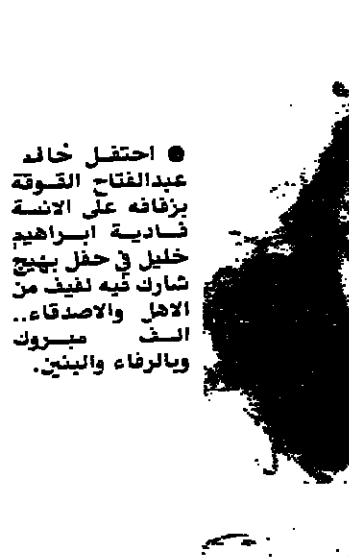 ● احتفل خالد
عبدالفتاح القوقة
بزفافه على الانسة
فادية ابراهيم
خليل في حفل بهيج
شارك فيه لفيف من
الاهل والاصدقاء..
الف مبروك
وبالرفاء والبنين.